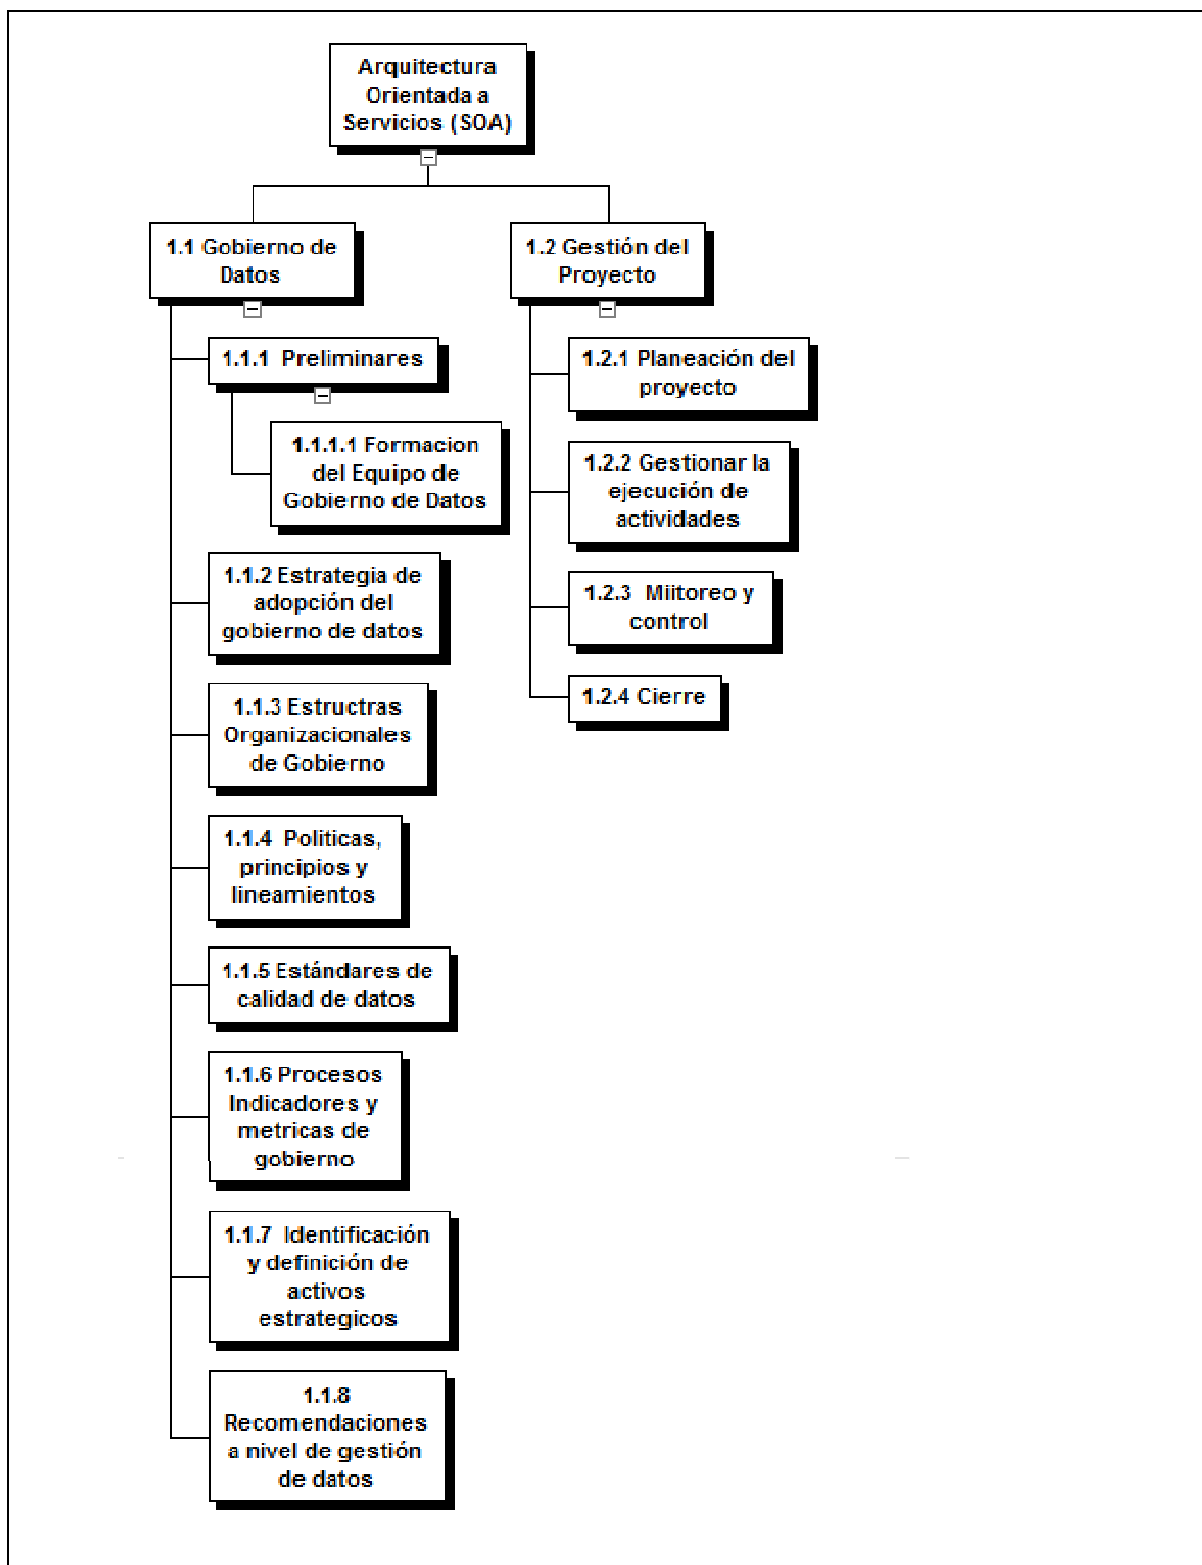 Arquitectura
Orientada a
Servicios (SOA)
1.1 Gobierno de
Datos
1.1.1 Preliminares
1.1.1.1 Formacion
del Equipo de
Gobierno de Datos
1.1.2 Estrategia de
adopción del
gobierno de datos
1.1.3 Estructras
Organizacionales
de Gobierno
1.1.4 Politicas,
principios y
lineamientos
1.1.5 Estándares de
calidad de datos
1.1.6 Procesos
Indicadores y
metricas de
gobierno
1.1.7 Identificación
y definición de
activos
estrategicos
1.1.8
Recomendaciones
a nivel de gestión
de datos
1.2 Gestión del
Proyecto
1.2.1 Planeación del
proyecto
1.2.2 Gestionar la
ejecución de
actividades
1.2.3 Miitoreo y
control
1.2.4 Cierre